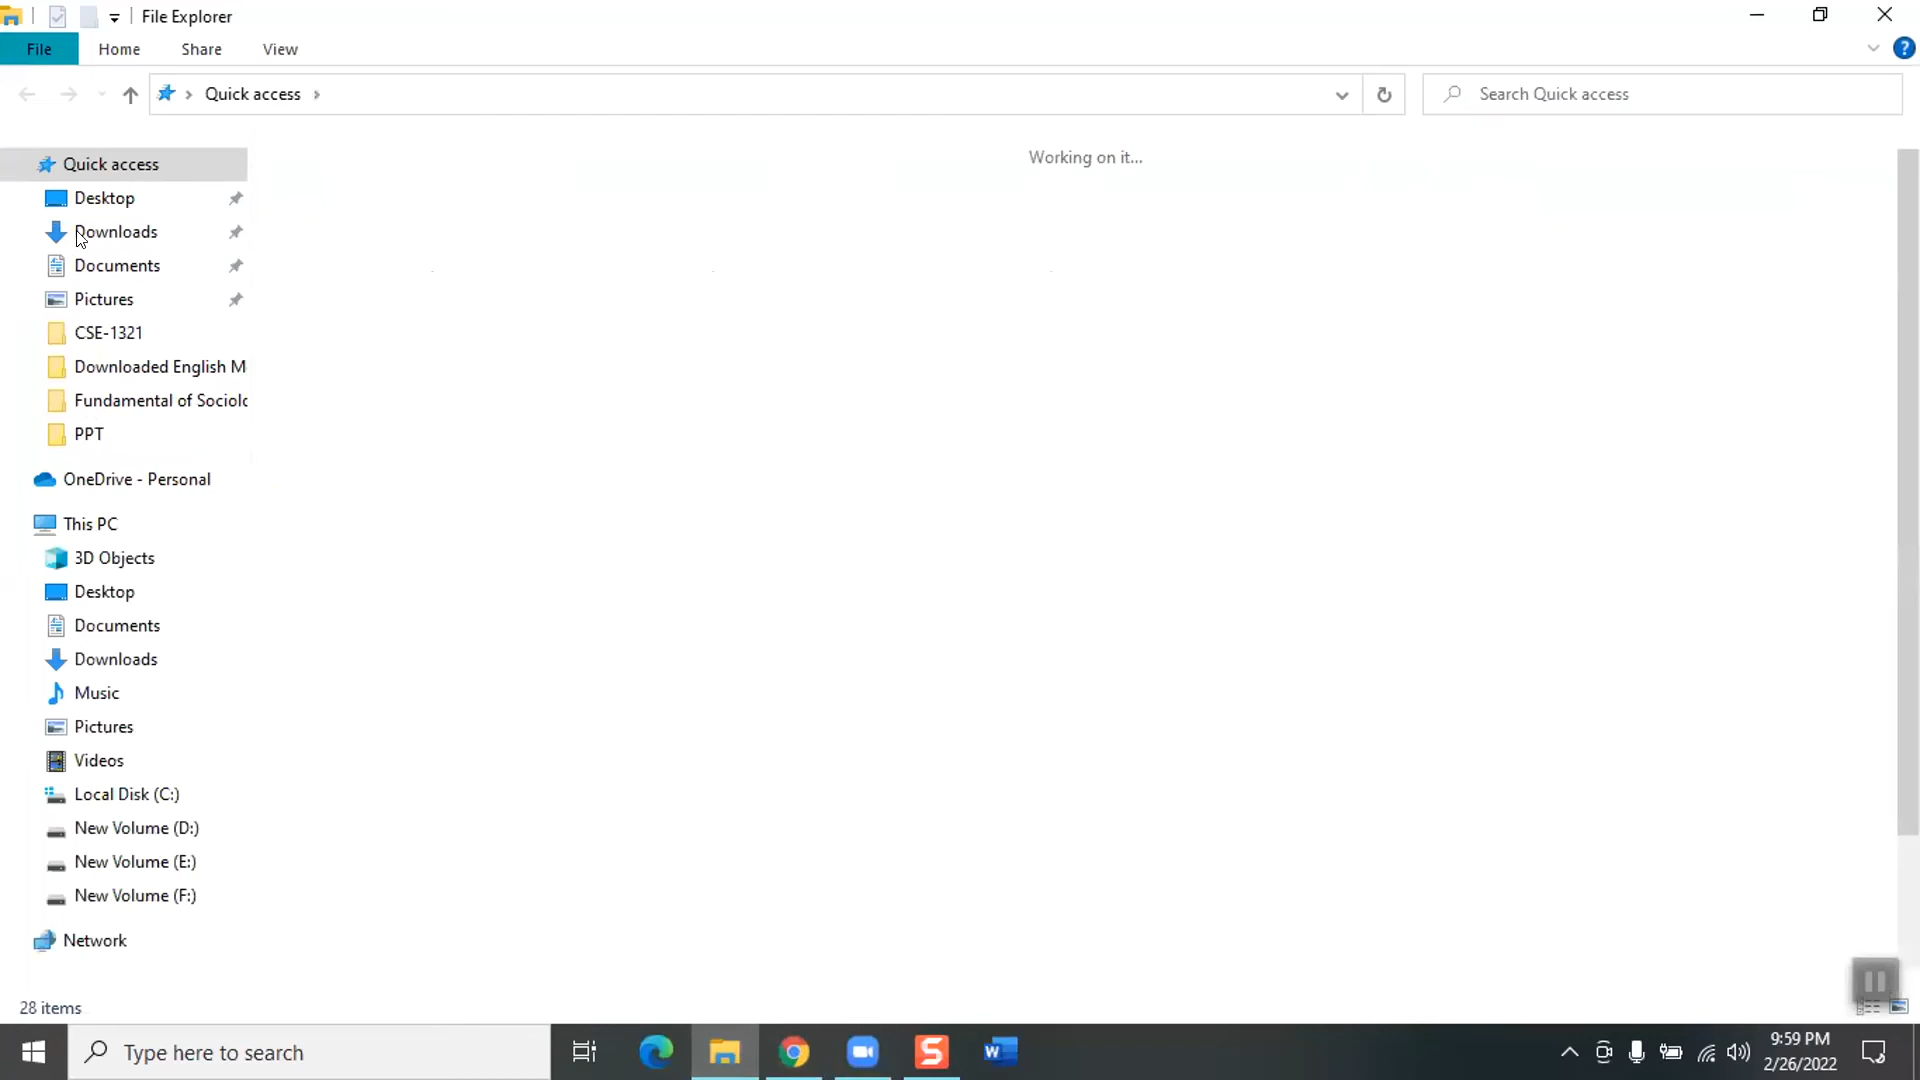 File Explorer
File Home Share View
Quick access
Search Quick access
Working on it...
Quick access
Desktop
Downloads
Documents
Pictures
CSE-1321
Downloaded English M
Fundamental of Sociolo
PPT
OneDrive - Personal
This PC
3D Objects
Desktop
Documents
Downloads
Music
Pictures
Videos
Local Disk (C:)
New Volume (D:)
New Volume (E:)
New Volume (F:)
Network
28 items
Type here to search
9:59 PM
2/26/2022